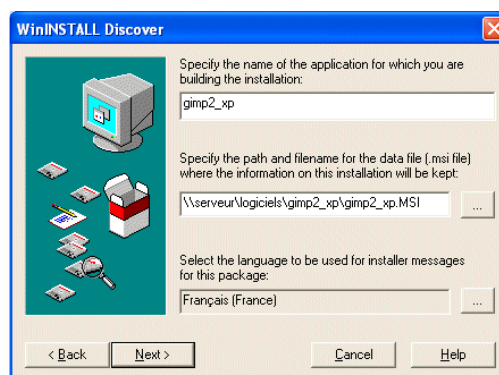 WinINSTALL Discover
Specify the name of the application for which you are
building the installation:
gimp2_xp
Specify the path and filename for the data file (.msi file)
where the information on this installation will be kept:
\\serveur\logiciels\gimp2_xp\gimp2_xp.MSI
...
Select the language to be used for installer messages
for this package:
Français (France)
...
< Back
Next >
Cancel
Help